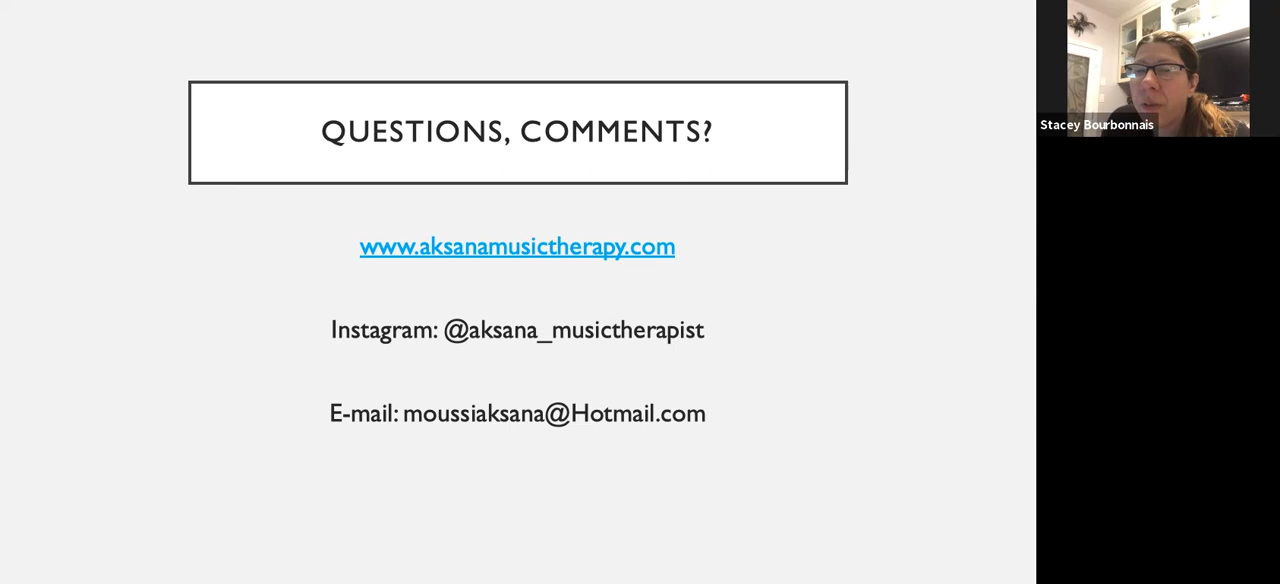 QUESTIONS, COMMENTS?
www.aksanamusictherapy.com
Instagram: @aksana_musictherapist
E-mail: moussiaksana@Hotmail.com
Stacey Bourbonnais